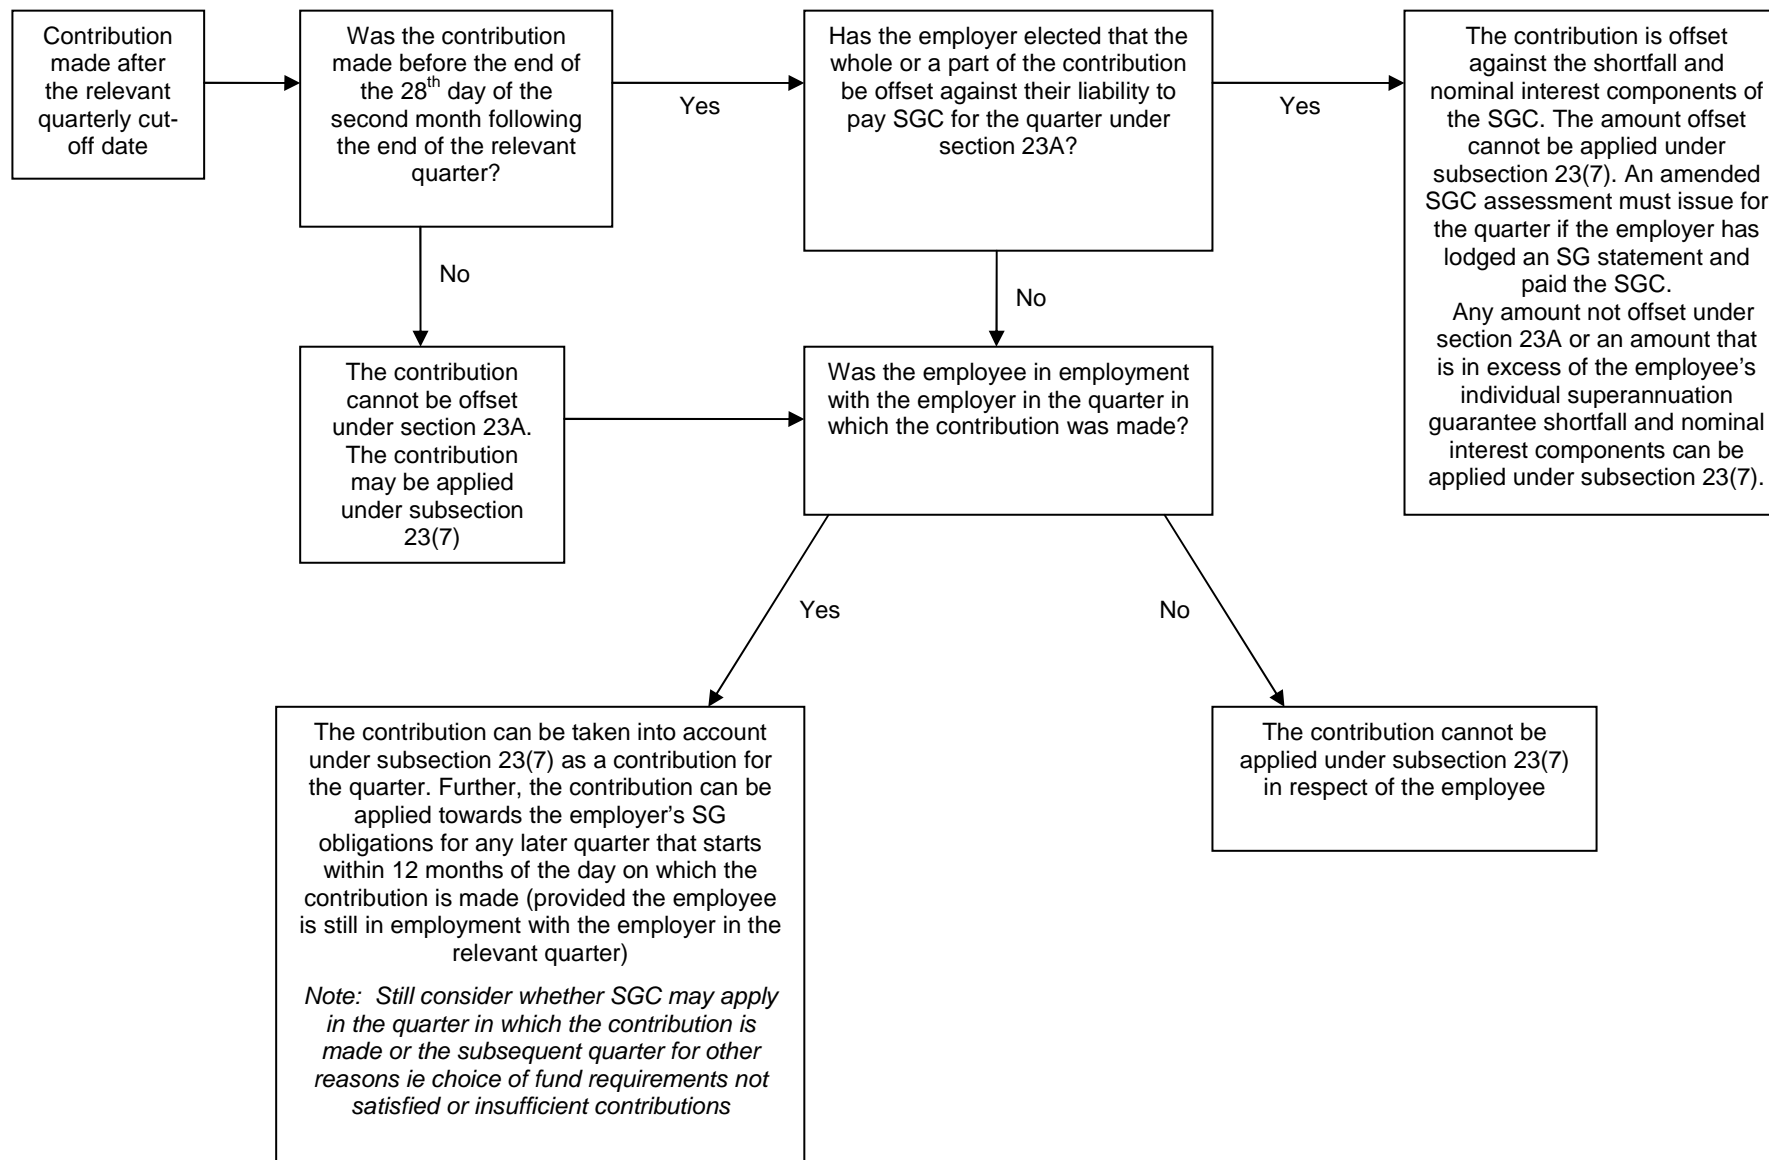 Contribution
made after
the relevant
quarterly cut-
off date
Was the contribution
made before the end of
the 28th day of the
second month following
the end of the relevant
quarter?
Yes
Has the employer elected that the
whole or a part of the contribution
be offset against their liability to
pay SGC for the quarter under
section 23A?
Yes
The contribution is offset
against the shortfall and
nominal interest components of
the SGC. The amount offset
cannot be applied under
subsection 23(7). An amended
SGC assessment must issue for
the quarter if the employer has
lodged an SG statement and
paid the SGC.
Any amount not offset under
section 23A or an amount that
is in excess of the employee’s
individual superannuation
guarantee shortfall and nominal
interest components can be
applied under subsection 23(7).
No
No
The contribution
cannot be offset
under section 23A.
The contribution
may be applied
under subsection
23(7)
Was the employee in employment
with the employer in the quarter in
which the contribution was made?
Yes
No
The contribution can be taken into account
under subsection 23(7) as a contribution for
the quarter. Further, the contribution can be
applied towards the employer’s SG
obligations for any later quarter that starts
within 12 months of the day on which the
contribution is made (provided the employee
is still in employment with the employer in the
relevant quarter)
Note: Still consider whether SGC may apply
in the quarter in which the contribution is
made or the subsequent quarter for other
reasons ie choice of fund requirements not
satisfied or insufficient contributions
The contribution cannot be
applied under subsection 23(7)
in respect of the employee